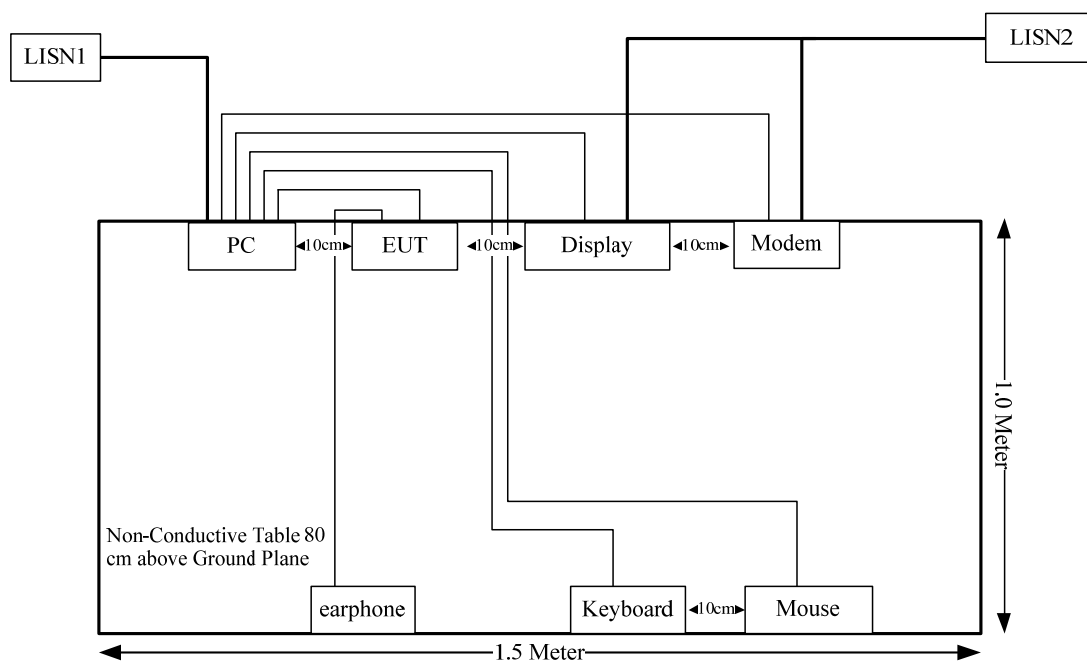 LISN1
LISN2
PC
10cm
EUT
10cm
Display
10cm
Modem
1.0 Meter
Non-Conductive Table 80
cm above Ground Plane
earphone
Keyboard
10cm
Mouse
1.5 Meter